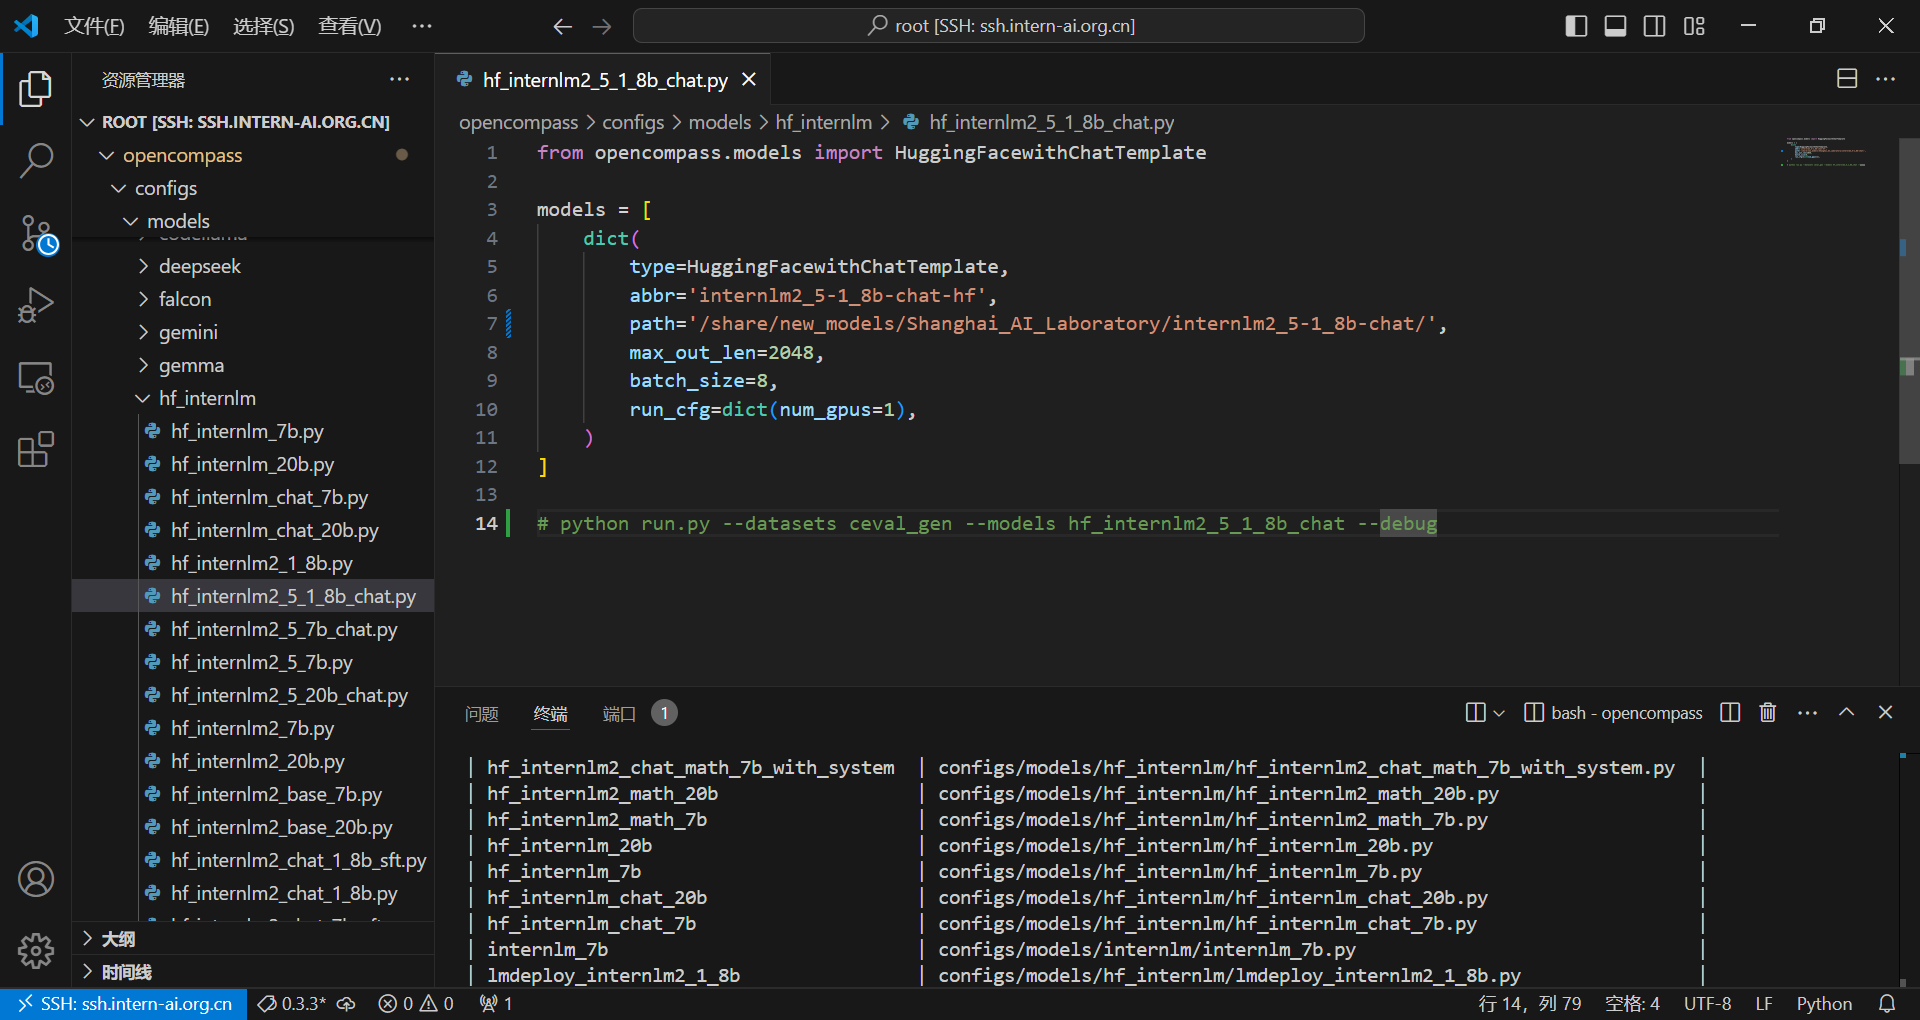 文件(F) 编辑(E) 选择(S) 查看(V) ··· root [SSH: ssh.intern-ai.org.cn]
资源管理器
ROOT [SSH: SSH.INTERN-AI.ORG.CN]
opencompass
configs
models
deepseek
falcon
gemini
gemma
hf_internlm
hf_internlm_7b.py
hf_internlm_20b.py
hf_internlm_chat_7b.py
hf_internlm_chat_20b.py
hf_internlm2_1_8b.py
hf_internlm2_5_1_8b_chat.py
hf_internlm2_5_7b_chat.py
hf_internlm2_5_7b.py
hf_internlm2_5_20b_chat.py
hf_internlm2_7b.py
hf_internlm2_20b.py
hf_internlm2_base_7b.py
hf_internlm2_base_20b.py
hf_internlm2_chat_1_8b_sft.py
hf_internlm2_chat_1_8b.py
大纲
时间线
hf_internlm2_5_1_8b_chat.py
opencompass > configs > models > hf_internlm > hf_internlm2_5_1_8b_chat.py
1 from opencompass.models import HuggingFacewithChatTemplate
2
3 models = [
4 dict(
5 type=HuggingFacewithChatTemplate,
6 abbr='internlm2_5-1_8b-chat-hf',
7 path='/share/new_models/Shanghai_AI_Laboratory/internlm2_5-1_8b-chat/',
8 max_out_len=2048,
9 batch_size=8,
10 run_cfg=dict(num_gpus=1),
11 )
12 ]
13
14 # python run.py --datasets ceval_gen --models hf_internlm2_5_1_8b_chat --debug
问题 终端 端口 1 bash - opencompass
| hf_internlm2_chat_math_7b_with_system | configs/models/hf_internlm/hf_internlm2_chat_math_7b_with_system.py |
| hf_internlm2_math_20b | configs/models/hf_internlm/hf_internlm2_math_20b.py |
| hf_internlm2_math_7b | configs/models/hf_internlm/hf_internlm2_math_7b.py |
| hf_internlm_20b | configs/models/hf_internlm/hf_internlm_20b.py |
| hf_internlm_7b | configs/models/hf_internlm/hf_internlm_7b.py |
| hf_internlm_chat_20b | configs/models/hf_internlm/hf_internlm_chat_20b.py |
| hf_internlm_chat_7b | configs/models/hf_internlm/hf_internlm_chat_7b.py |
| internlm_7b | configs/models/internlm/internlm_7b.py |
| lmdeploy_internlm2_1_8b | configs/models/hf_internlm/lmdeploy_internlm2_1_8b.py |
SSH: ssh.intern-ai.org.cn 0.3.3* 0 0 1 行 14，列 79 空格: 4 UTF-8 LF Python